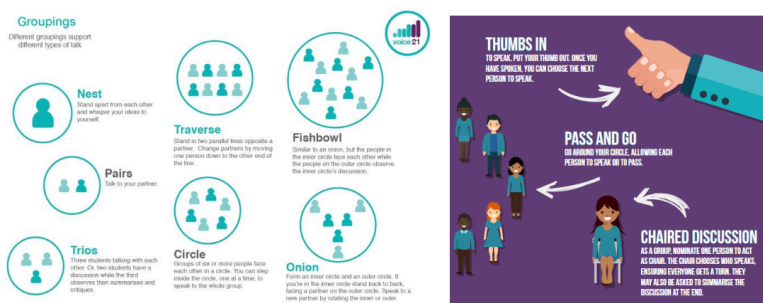 Groupings
Different groupings support
different types of talk
voice21
Nest
Stand apart from each other
and whisper your ideas to
yourself.
Pairs
Talk to your partner.
Trios
Three students talking with each
other. Or, two students have a
discussion while the third
observes then summarises and
critiques.
Traverse
Stand in two parallel lines opposite a
partner. Change partners by moving
one person down to the other end of
the line.
Circle
Groups of six or more people face
each other in a circle. You can step
inside the circle, one at a time, to
speak to the whole group.
Fishbowl
Similar to an onion, but the people in
the inner circle face each other while
the people on the outer circle observe
the inner circle's discussion.
Onion
Form an inner circle and an outer circle. If
you're in the inner circle stand back to back,
facing a partner on the outer circle. Speak to a
new partner by rotating the inner or outer
THUMBS IN
TO SPEAK, PUT YOUR THUMB OUT. ONCE YOU
HAVE SPOKEN, YOU CAN CHOOSE THE NEXT
PERSON TO SPEAK.
PASS AND GO
GO AROUND YOUR CIRCLE, ALLOWING EACH
PERSON TO SPEAK OR TO PASS.
CHAIRED DISCUSSION
AS A GROUP, NOMINATE ONE PERSON TO ACT
AS CHAIR. THE CHAIR CHOOSES WHO SPEAKS,
ENSURING EVERYONE GETS A TURN. THEY
MAY ALSO BE ASKED TO SUMMARISE THE
DISCUSSION AT THE END.